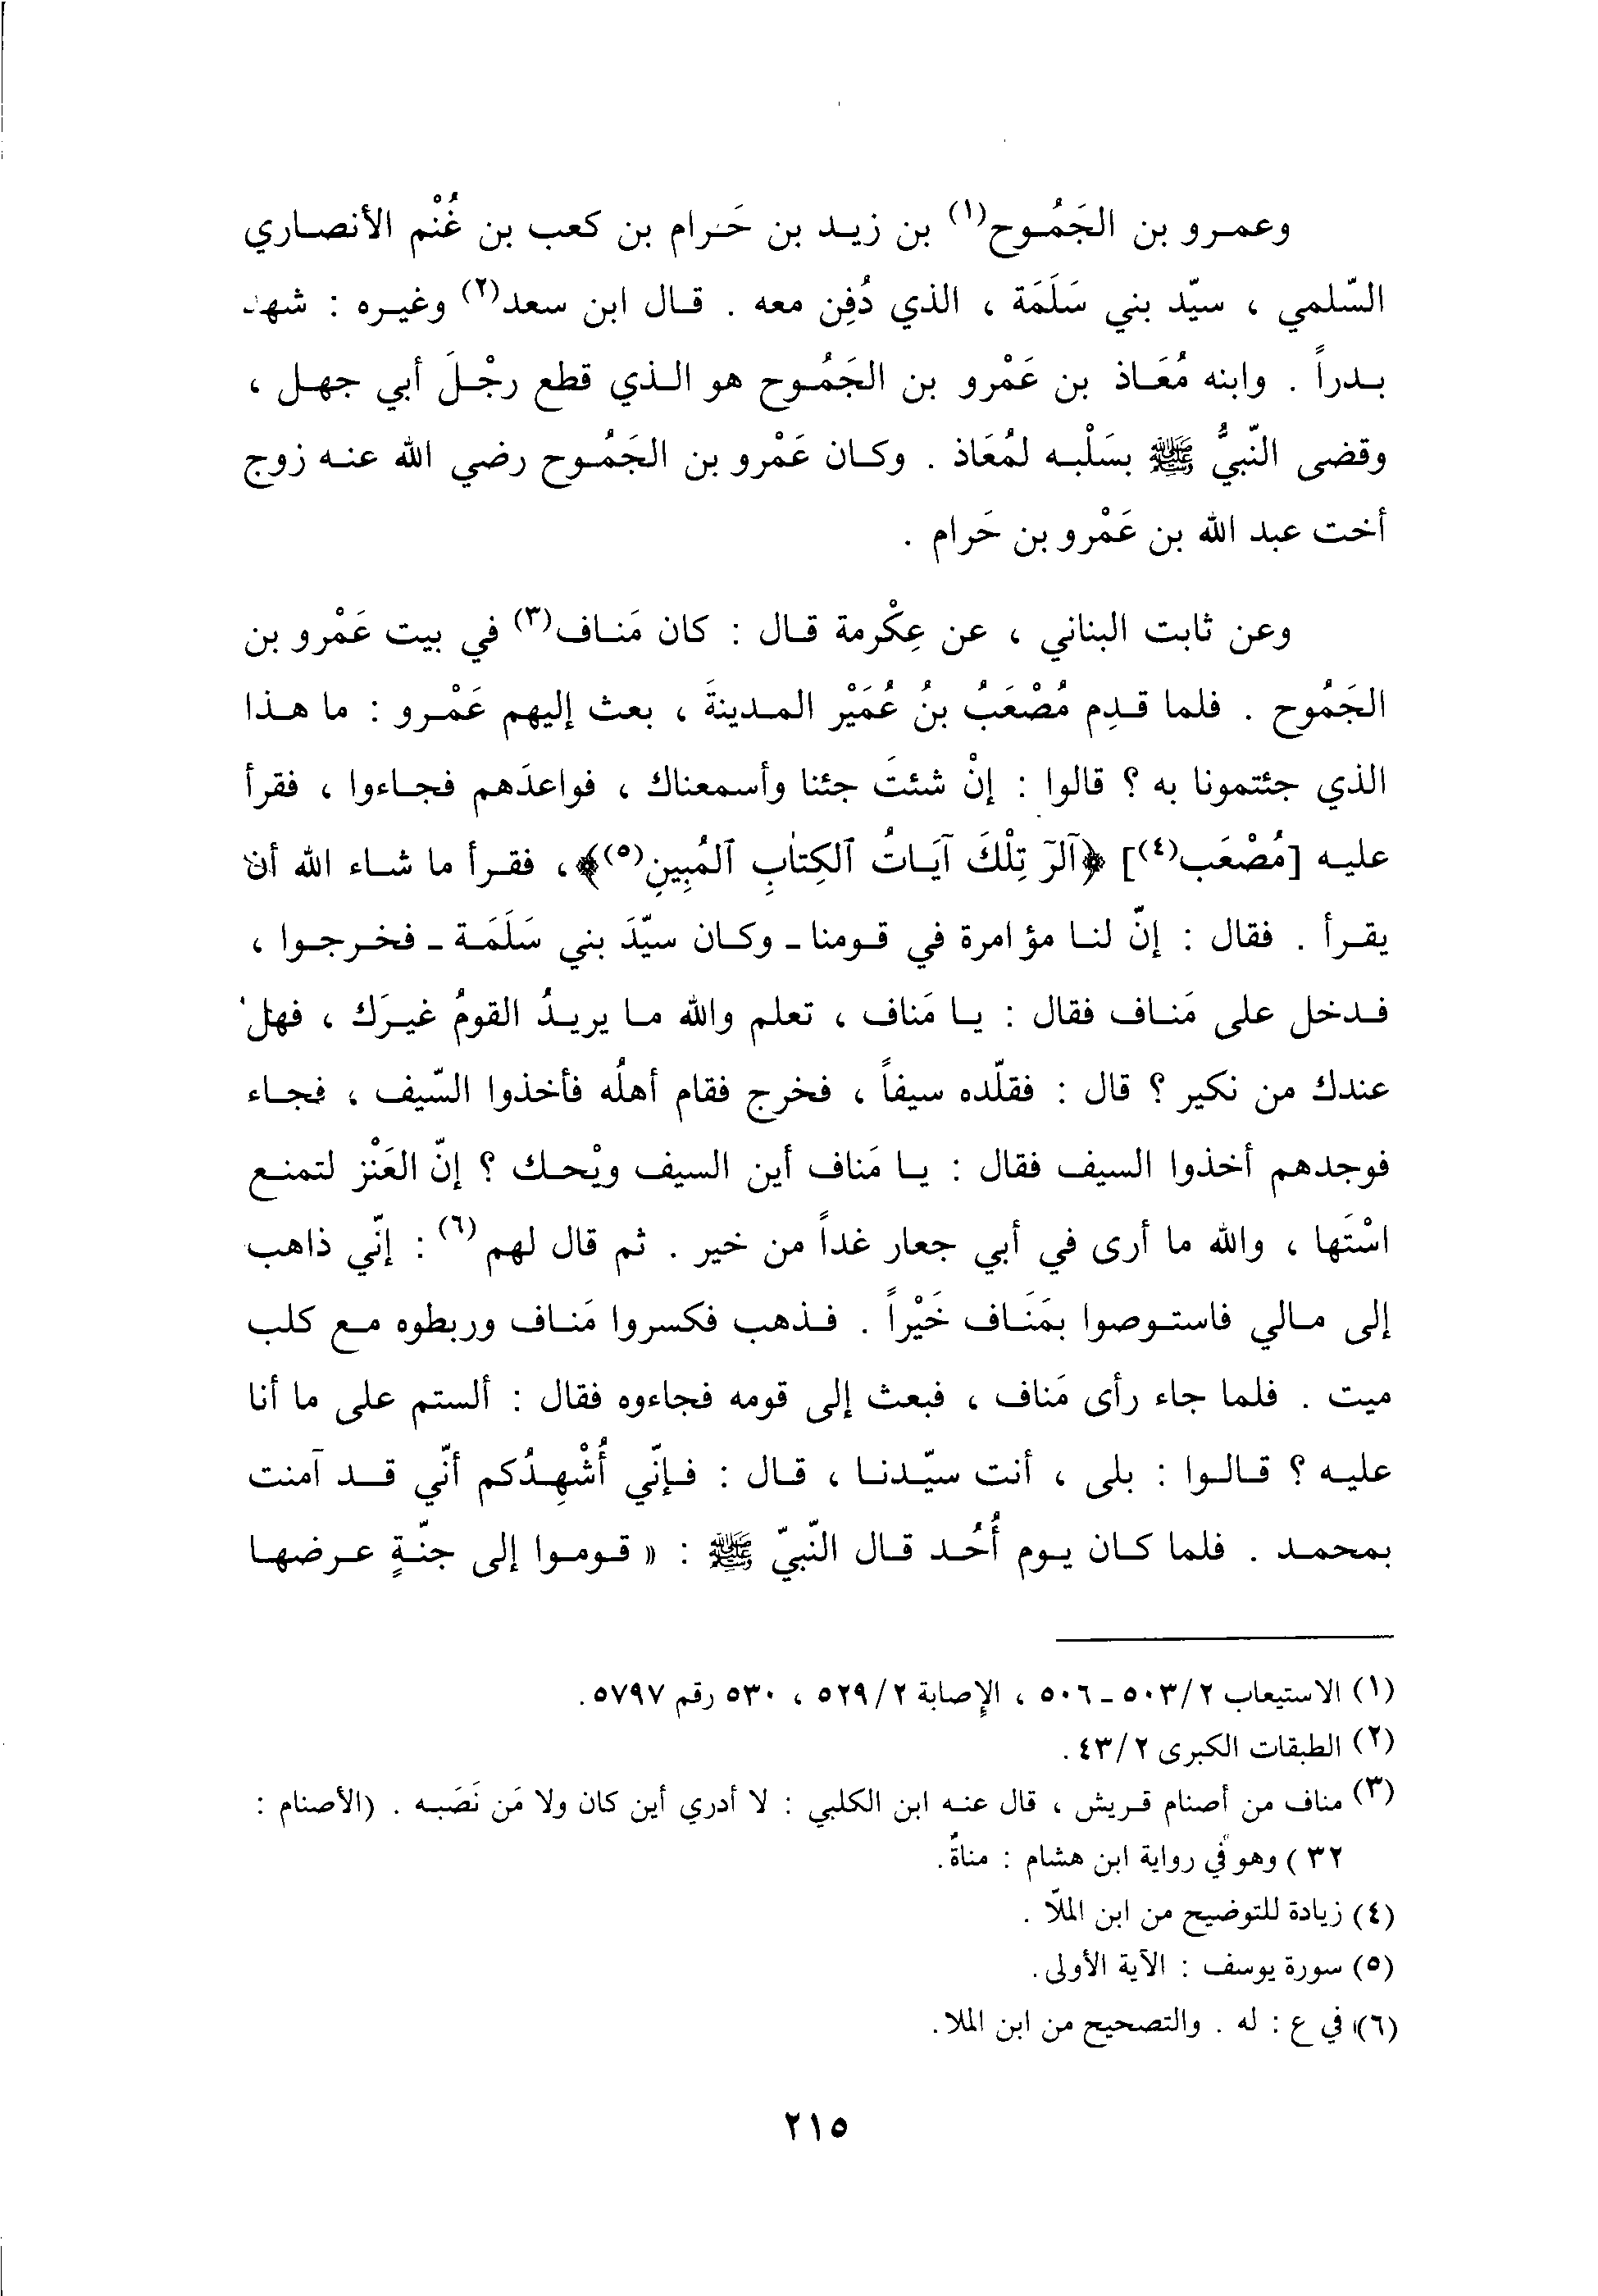 وعمرو بن الجَمُوح(١) بن زيد بن حَرام بن كعب بن غُنْم الأنصاري
السّلمي ، سيّد بني سَلَمَة ، الذي دُفِن معه . قال ابن سعد(٢) وغيره : شهد
بدراً . وابنه مُعَاذ بن عَمْرو بن الجَمُوح هو الذي قطع رجْلَ أبي جهل ،
وقضى النّبيُّ ﷺ بسَلْبه لمُعَاذ . وكان عَمْرو بن الجَمُوح رضي الله عنه زوج
أخت عبد الله بن عَمْرو بن حَرام .
وعن ثابت البناني ، عن عِكْرمة قال : كان مَناف(٣) في بيت عَمْرو بن
الجَمُوح . فلما قدِم مُصْعَبُ بنُ عُمَيْر المدينةَ ، بعث إليهم عَمْرو : ما هذا
الذي جئتمونا به ؟ قالوا : إنْ شئتَ جئنا وأسمعناك ، فواعدَهم فجاءوا ، فقرأ
عليه [مُصْعَب(٤)] ﴿آلٓر تِلْكَ آيَاتُ ٱلكِتٰابِ ٱلمُبِينِ(٥)﴾، فقرأ ما شاء الله أن
يقرأ . فقال : إنّ لنا مؤامرة في قومنا ـ وكان سيّدَ بني سَلَمَة ـ فخرجوا ،
فدخل على مَناف فقال : يا مَناف ، تعلم والله ما يريدُ القومُ غيرَك ، فهل
عندك من نكير ؟ قال : فقلّده سيفاً ، فخرج فقام أهلُه فأخذوا السّيف ، فجاء
فوجدهم أخذوا السيف فقال : يا مَناف أين السيف ويْحك ؟ إنّ العَنْز لتمنع
اسْتَها ، والله ما أرى في أبي جعار غداً من خير . ثم قال لهم(٦) : إنّي ذاهب
إلى مالي فاستوصوا بمَنَاف خَيْراً . فذهب فكسروا مَناف وربطوه مع كلب
ميت . فلما جاء رأى مَناف ، فبعث إلى قومه فجاءوه فقال : ألستم على ما أنا
عليه ؟ قالوا : بلى ، أنت سيّدنا ، قال : فإنّي أُشْهِدُكم أنّي قد آمنت
بمحمد . فلما كان يوم أُحُد قال النّبيّ ﷺ : « قوموا إلى جنّةٍ عرضها
(١) الاستيعاب ٥٠٣/٢ ـ ٥٠٦ ، الإصابة ٥٢٩/٢ ، ٥٣٠ رقم ٥٧٩٧.
(٢) الطبقات الكبرى ٤٣/٢.
(٣) مناف من أصنام قريش ، قال عنه ابن الكلبي : لا أدري أين كان ولا مَن نَصَبه . (الأصنام :
٣٢ ) وهو في رواية ابن هشام : مناةُ.
(٤) زيادة للتوضيح من ابن الملّا .
(٥) سورة يوسف : الآية الأولى.
(٦) في ع : له . والتصحيح من ابن الملا.
٢١٥